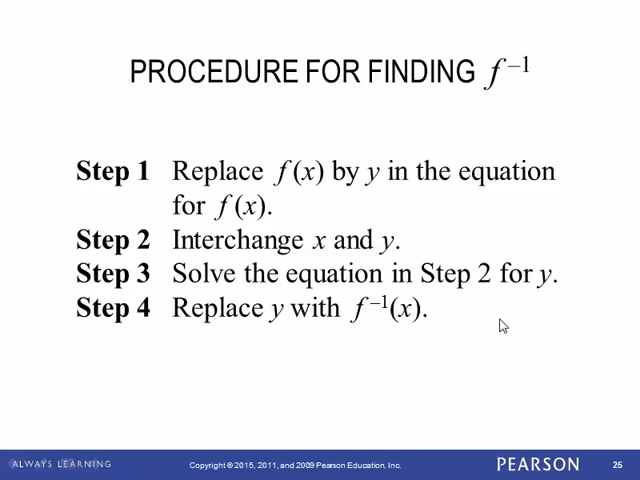 PROCEDURE FOR FINDING f⁻¹
Step 1 Replace f (x) by y in the equation
for f (x).
Step 2 Interchange x and y.
Step 3 Solve the equation in Step 2 for y.
Step 4 Replace y with f⁻¹(x).
ALWAYS LEARNING
Copyright © 2015, 2011, and 2009 Pearson Education, Inc.
PEARSON
25